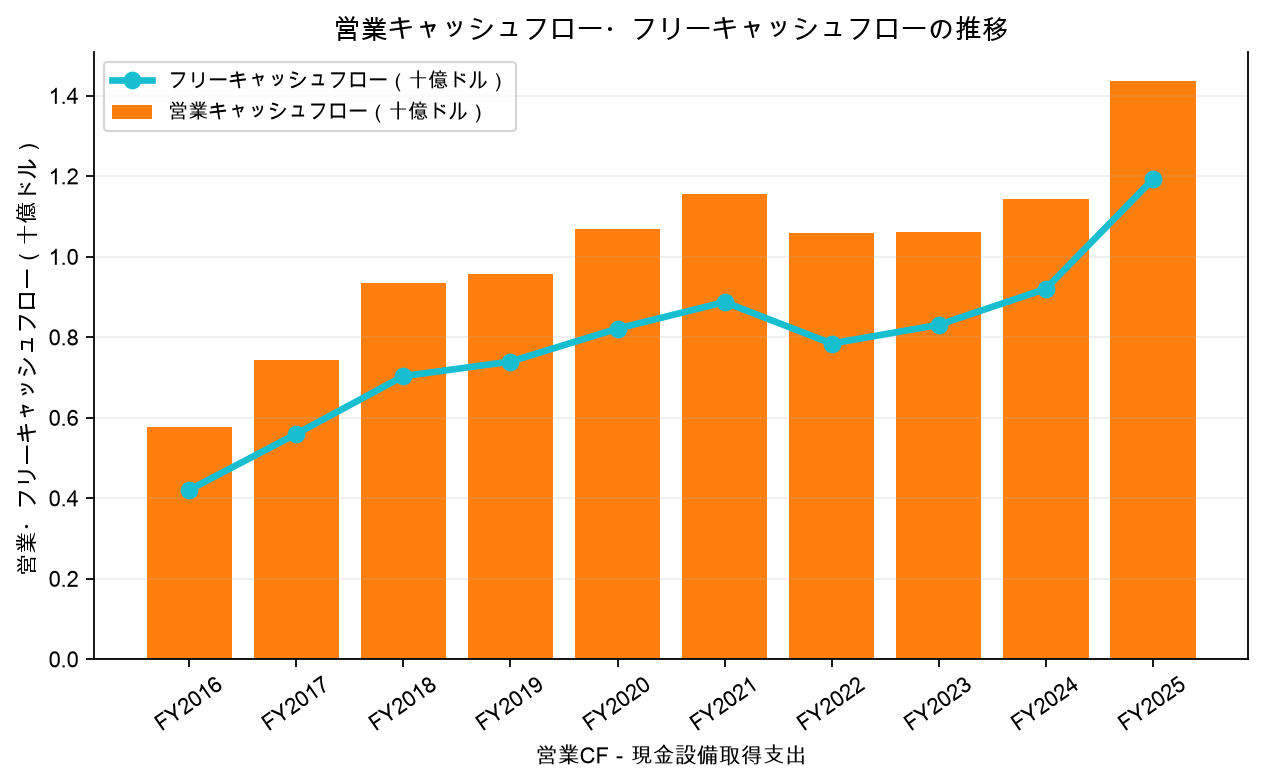 営業キャッシュフロー・フリーキャッシュフローの推移
フリーキャッシュフロー（十億ドル）
営業キャッシュフロー（十億ドル）
営業・フリーキャッシュフロー（十億ドル）
1.4
1.2
1.0
0.8
0.6
0.4
0.2
0.0
FY2016
FY2017
FY2018
FY2019
FY2020
FY2021
FY2022
FY2023
FY2024
FY2025
営業CF - 現金設備取得支出